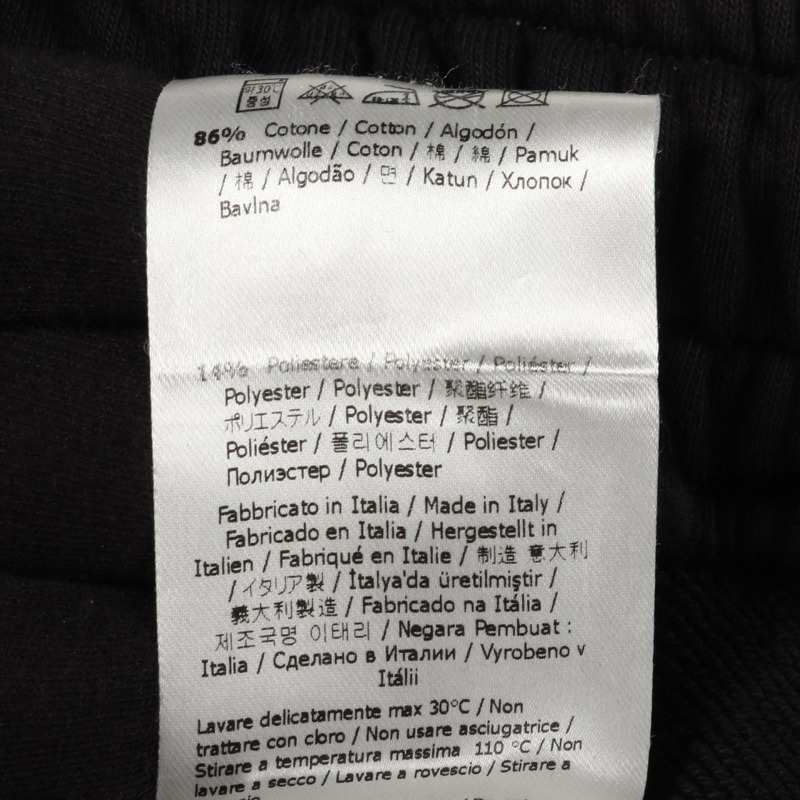 약30℃
중성
86% Cotone / Cotton / Algodón /
Baumwolle / Coton / 棉 / 綿 / Pamuk
/ 棉 / Algodão / 면 / Katun / Хлопок /
Bavlna
14% Poliestere / Polyester / Poliéster /
Polyester / Polyester / 聚酯纤维 /
ポリエステル / Polyester / 聚酯 /
Poliéster / 폴리에스터 / Poliester /
Полиэстер / Polyester
Fabbricato in Italia / Made in Italy /
Fabricado en Italia / Hergestellt in
Italien / Fabriqué en Italie / 制造 意大利
/ イタリア製 / İtalya'da üretilmiştir /
義大利製造 / Fabricado na Itália /
제조국명 이태리 / Negara Pembuat :
Italia / Сделано в Италии / Vyrobeno v
Itálii
Lavare delicatamente max 30°C / Non
trattare con cloro / Non usare asciugatrice /
Stirare a temperatura massima 110 °C / Non
lavare a secco / Lavare a rovescio / Stirare a